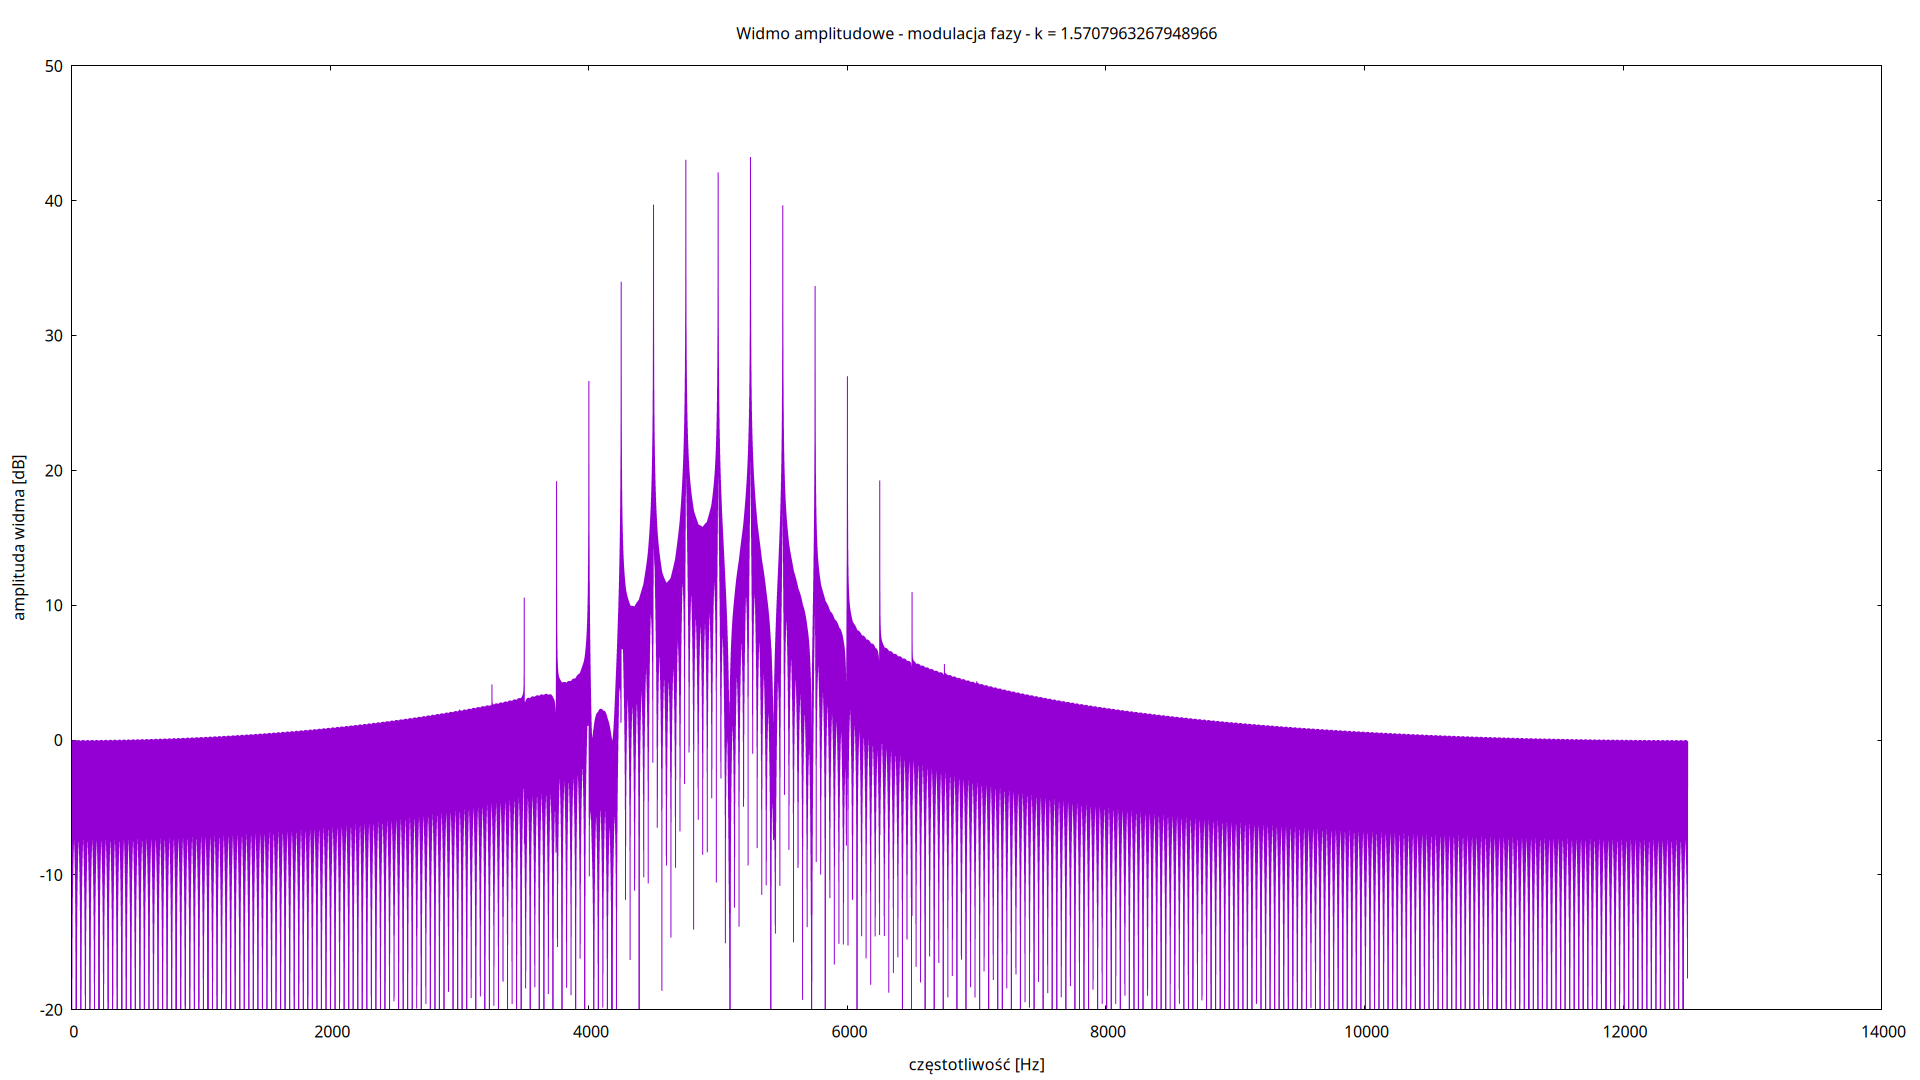 Widmo amplitudowe - modulacja fazy - k = 1.5707963267948966
50
40
30
20
10
0
-10
-20
amplituda widma [dB]
0 2000 4000 6000 8000 10000 12000 14000
częstotliwość [Hz]